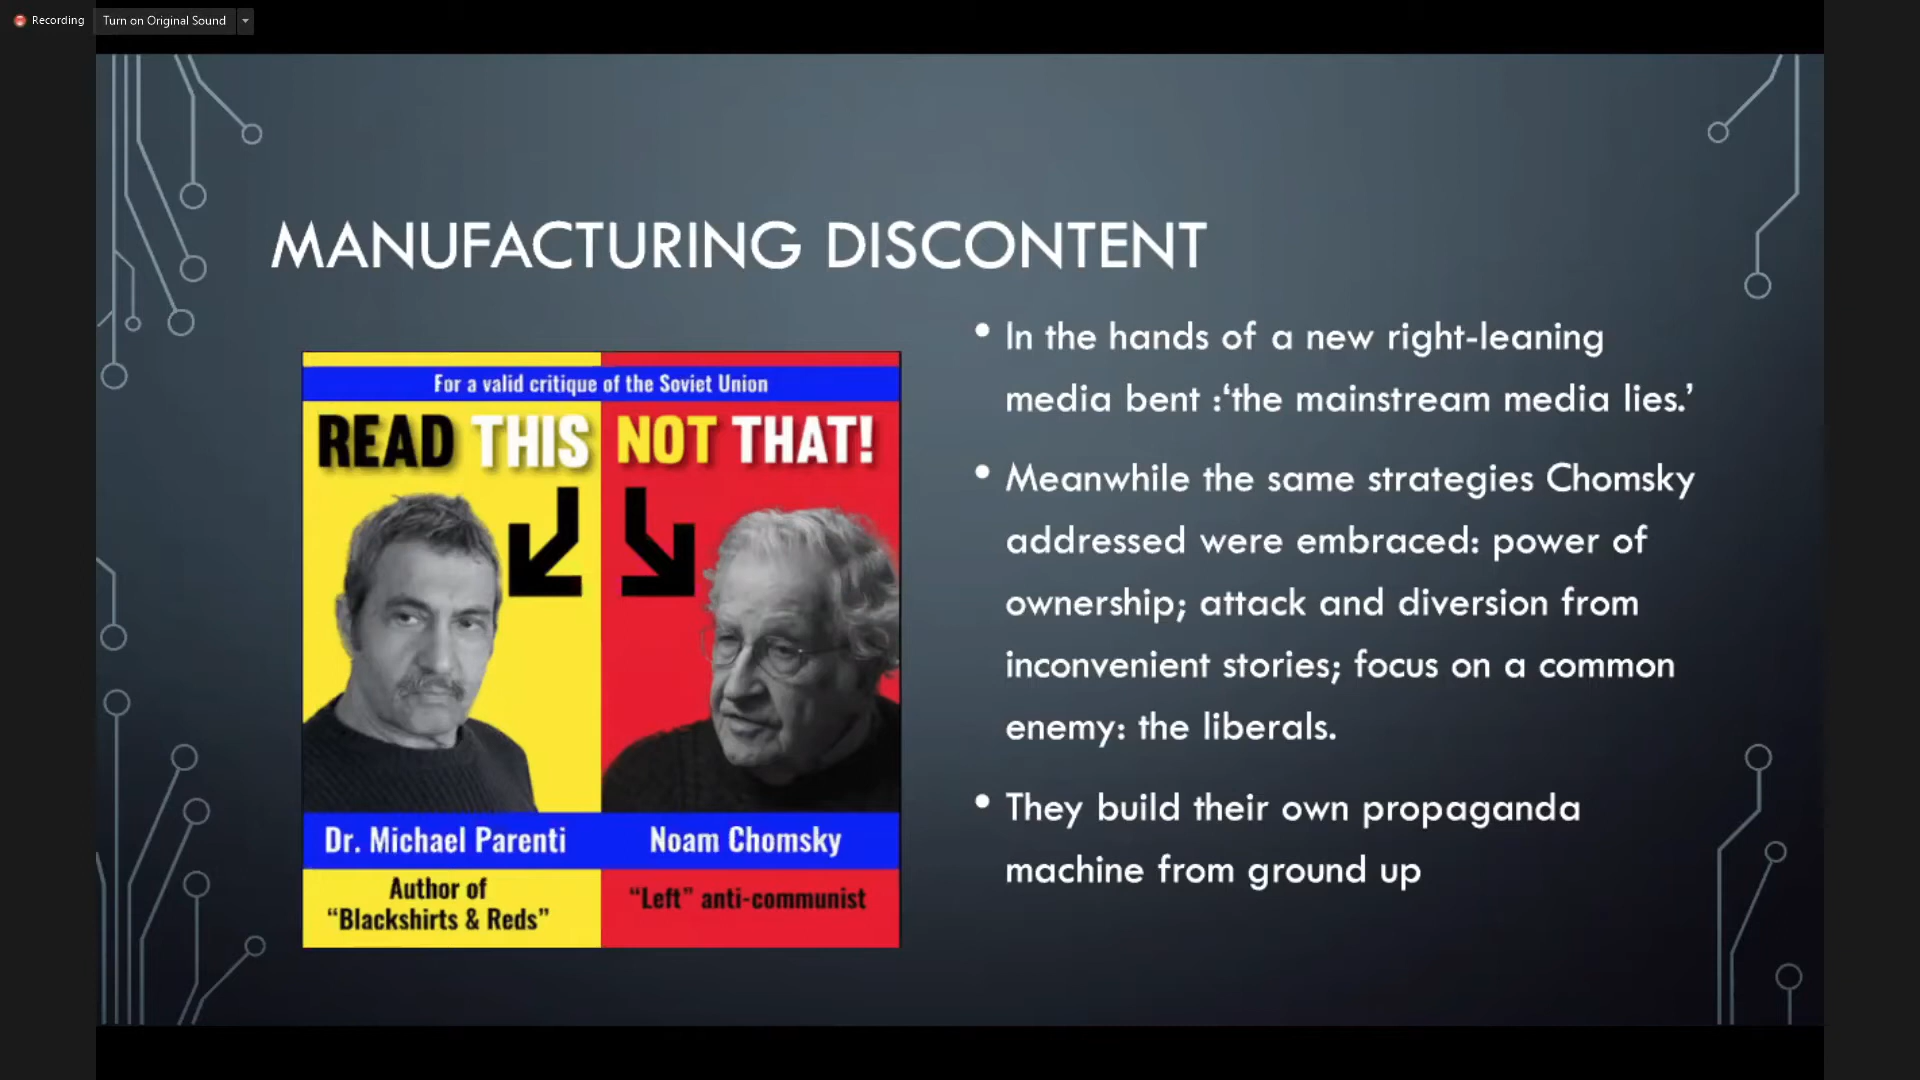 Recording
Turn on Original Sound
MANUFACTURING DISCONTENT
For a valid critique of the Soviet Union
READ THIS NOT THAT!
Dr. Michael Parenti
Noam Chomsky
Author of
“Blackshirts & Reds”
“Left” anti-communist
• In the hands of a new right-leaning
media bent :‘the mainstream media lies.’
• Meanwhile the same strategies Chomsky
addressed were embraced: power of
ownership; attack and diversion from
inconvenient stories; focus on a common
enemy: the liberals.
• They build their own propaganda
machine from ground up